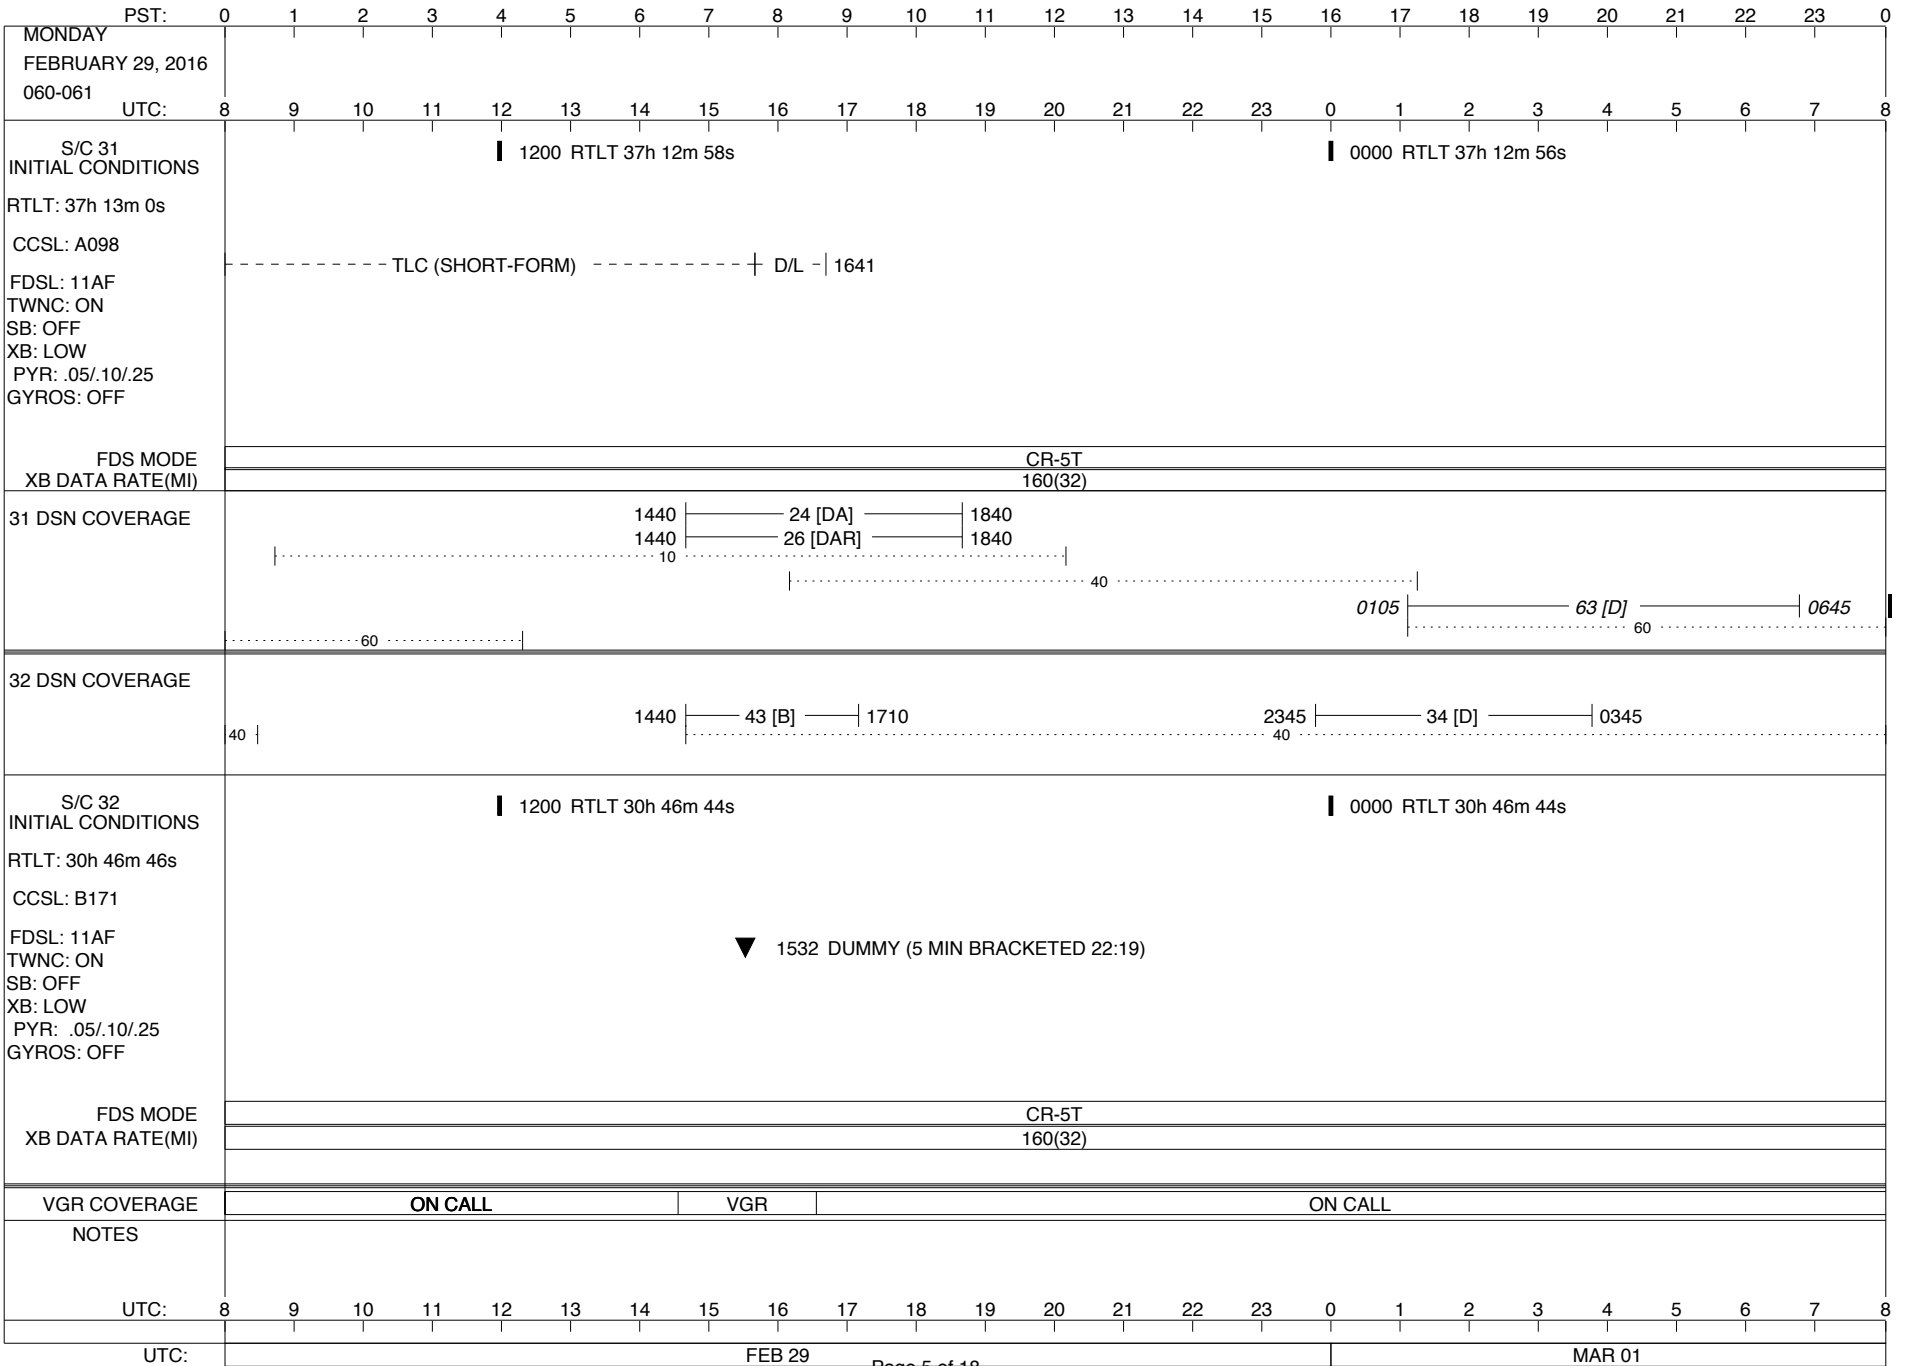 PST: 0 1 2 3 4 5 6 7 8 9 10 11 12 13 14 15 16 17 18 19 20 21 22 23 0
MONDAY
FEBRUARY 29, 2016
060-061
UTC: 8 9 10 11 12 13 14 15 16 17 18 19 20 21 22 23 0 1 2 3 4 5 6 7 8
S/C 31
INITIAL CONDITIONS
1200 RTLT 37h 12m 58s
0000 RTLT 37h 12m 56s
RTLT: 37h 13m 0s
CCSL: A098
TLC (SHORT-FORM) D/L 1641
FDSL: 11AF
TWNC: ON
SB: OFF
XB: LOW
PYR: .05/.10/.25
GYROS: OFF
FDS MODE CR-5T
XB DATA RATE(MI) 160(32)
31 DSN COVERAGE
1440 24 [DA] 1840
1440 26 [DAR] 1840
10
40
0105 63 [D] 0645
60
60
32 DSN COVERAGE
1440 43 [B] 1710
2345 34 [D] 0345
40
40
S/C 32
INITIAL CONDITIONS
1200 RTLT 30h 46m 44s
0000 RTLT 30h 46m 44s
RTLT: 30h 46m 46s
CCSL: B171
FDSL: 11AF
1532 DUMMY (5 MIN BRACKETED 22:19)
TWNC: ON
SB: OFF
XB: LOW
PYR: .05/.10/.25
GYROS: OFF
FDS MODE CR-5T
XB DATA RATE(MI) 160(32)
VGR COVERAGE ON CALL VGR ON CALL
NOTES
UTC: 8 9 10 11 12 13 14 15 16 17 18 19 20 21 22 23 0 1 2 3 4 5 6 7 8
UTC: FEB 29 MAR 01
Page 5 of 18